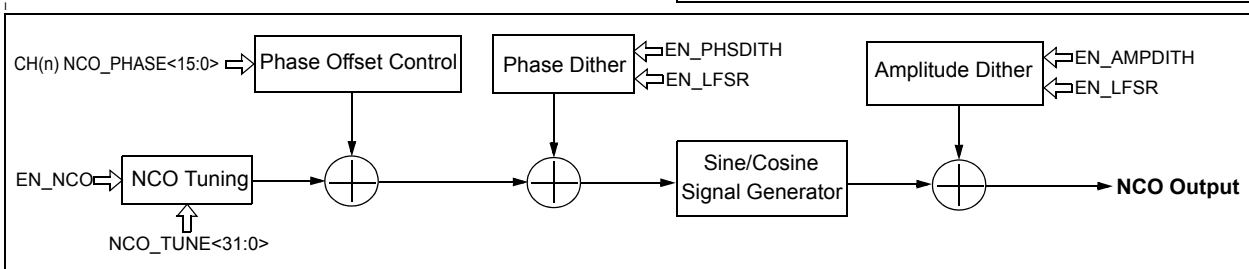 CH(n) NCO_PHASE<15:0>
Phase Offset Control
Phase Dither
EN_PHSDITH
EN_LFSR
Amplitude Dither
EN_AMPDITH
EN_LFSR
EN_NCO
NCO Tuning
NCO_TUNE<31:0>
Sine/Cosine
Signal Generator
NCO Output